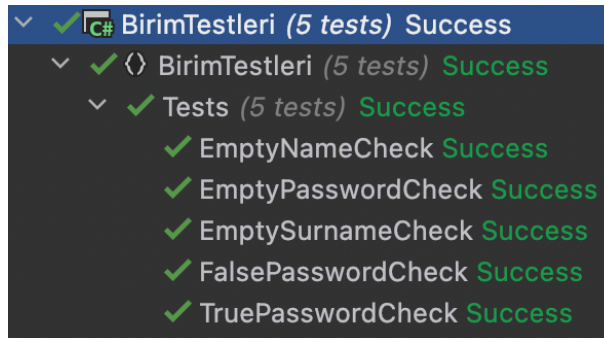 C# BirimTestleri (5 tests) Success
BirimTestleri (5 tests) Success
Tests (5 tests) Success
EmptyNameCheck Success
EmptyPasswordCheck Success
EmptySurnameCheck Success
FalsePasswordCheck Success
TruePasswordCheck Success